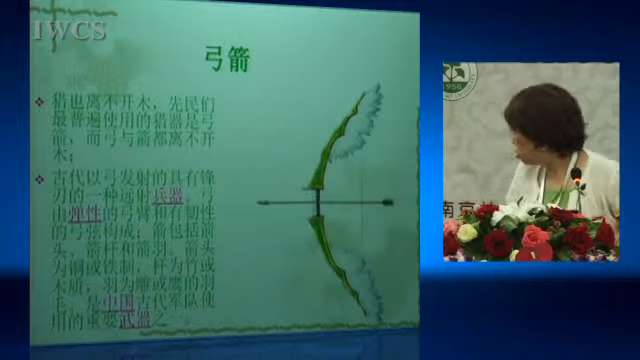 IWCS
弓箭
❖ 猎也离不开木，先民们
最普遍使用的猎器是弓
箭，而弓与箭都离不开
木；
❖ 古代以弓发射的具有锋
刃的一种远射兵器。弓
由弹性的弓臂和有韧性
的弓弦构成；箭包括箭
头、箭杆和箭羽。箭头
为铜或铁制，杆为竹或
木质，羽为雕或鹰的羽
毛。是中国古代军队使
用的重要武器之一。
1958
南京